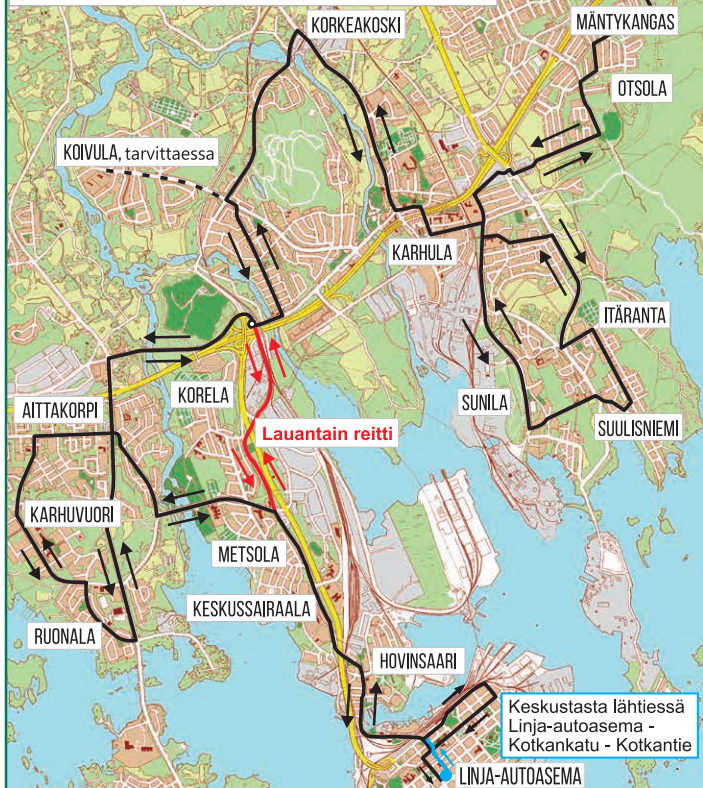 KORKEAKOSKI
MÄNTYKANGAS
OTSOLA
KOIVULA, tarvittaessa
KARHULA
ITÄRANTA
AITTAKORPI
KORELA
SUNILA
SUULISNIEMI
Lauantain reitti
KARHUVUORI
METSOLA
KESKUSSAIRAALA
RUONALA
HOVINSAARI
Keskustasta lähtiessä
Linja-autoasema -
Kotkankatu - Kotkantie
LINJA-AUTOASEMA